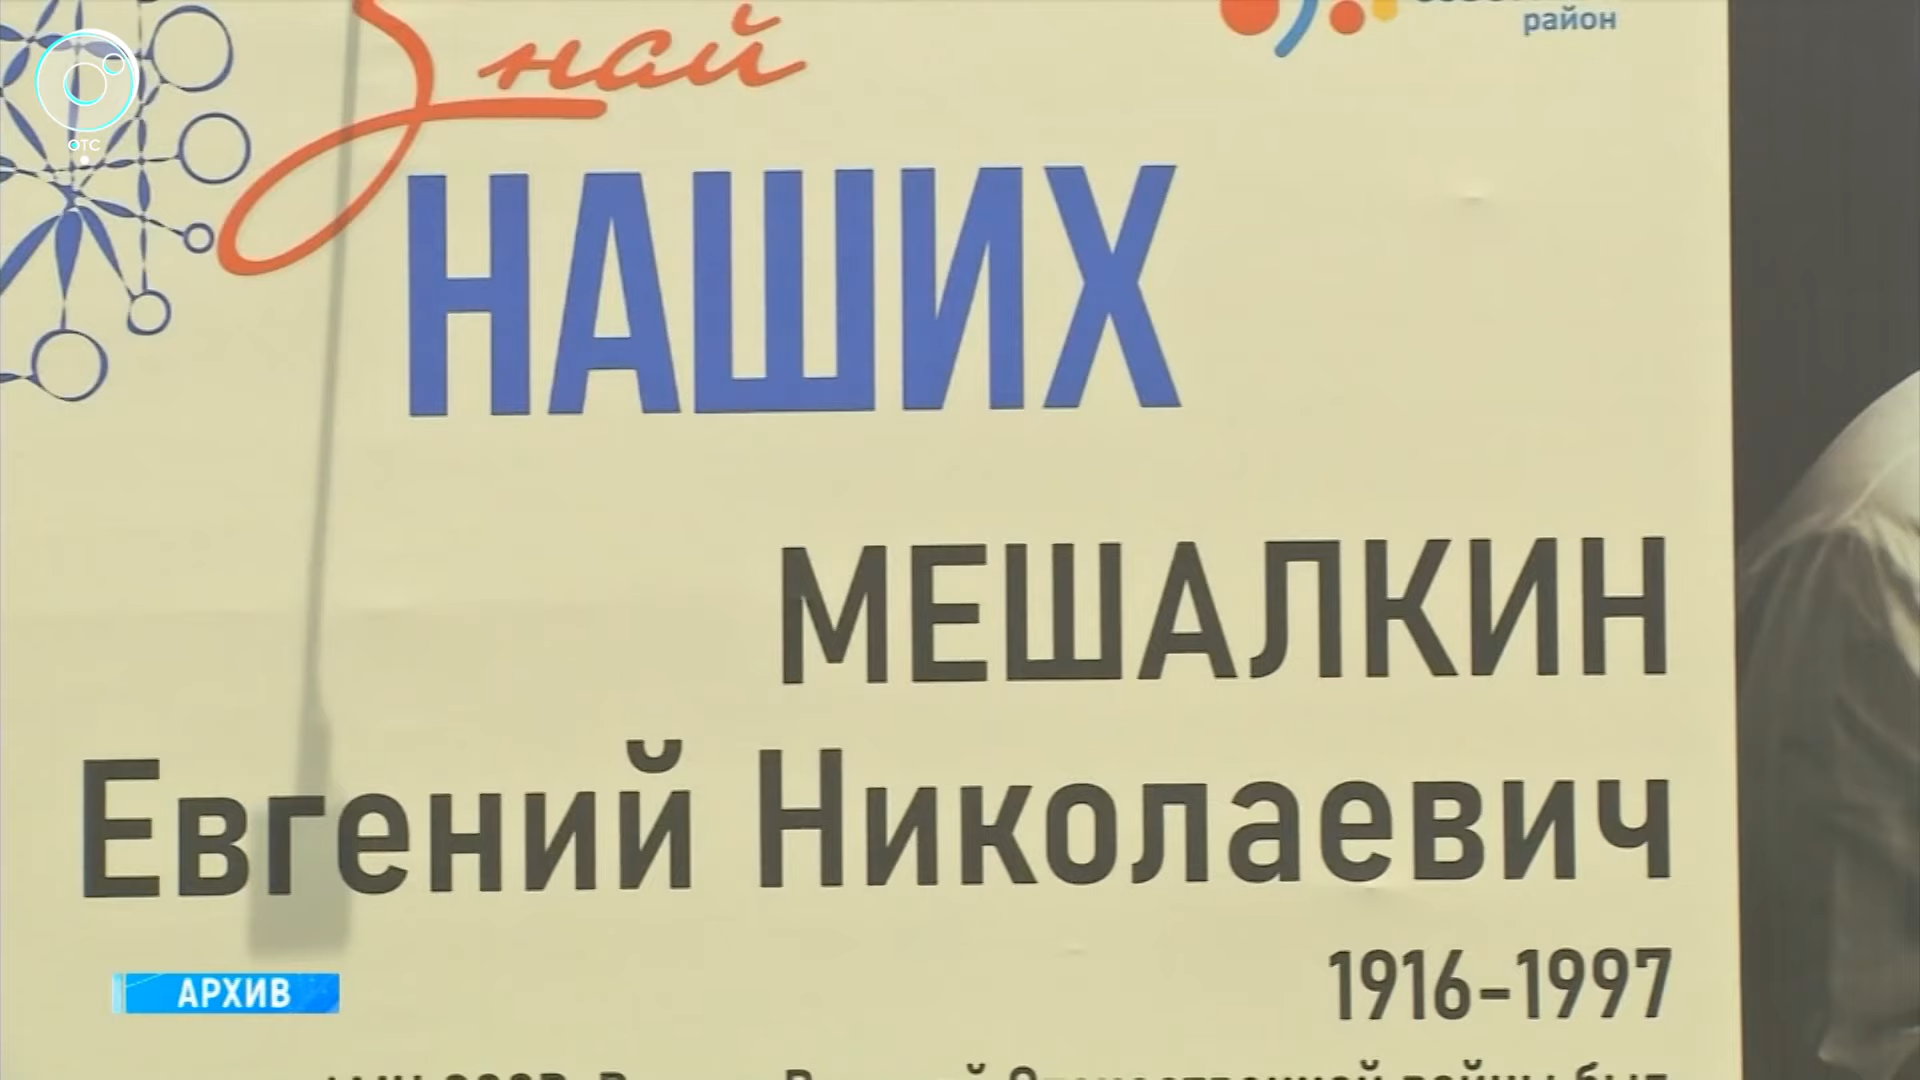 Знай
район
ОТС
НАШИХ
МЕШАЛКИН
Евгений Николаевич
1916-1997
АРХИВ